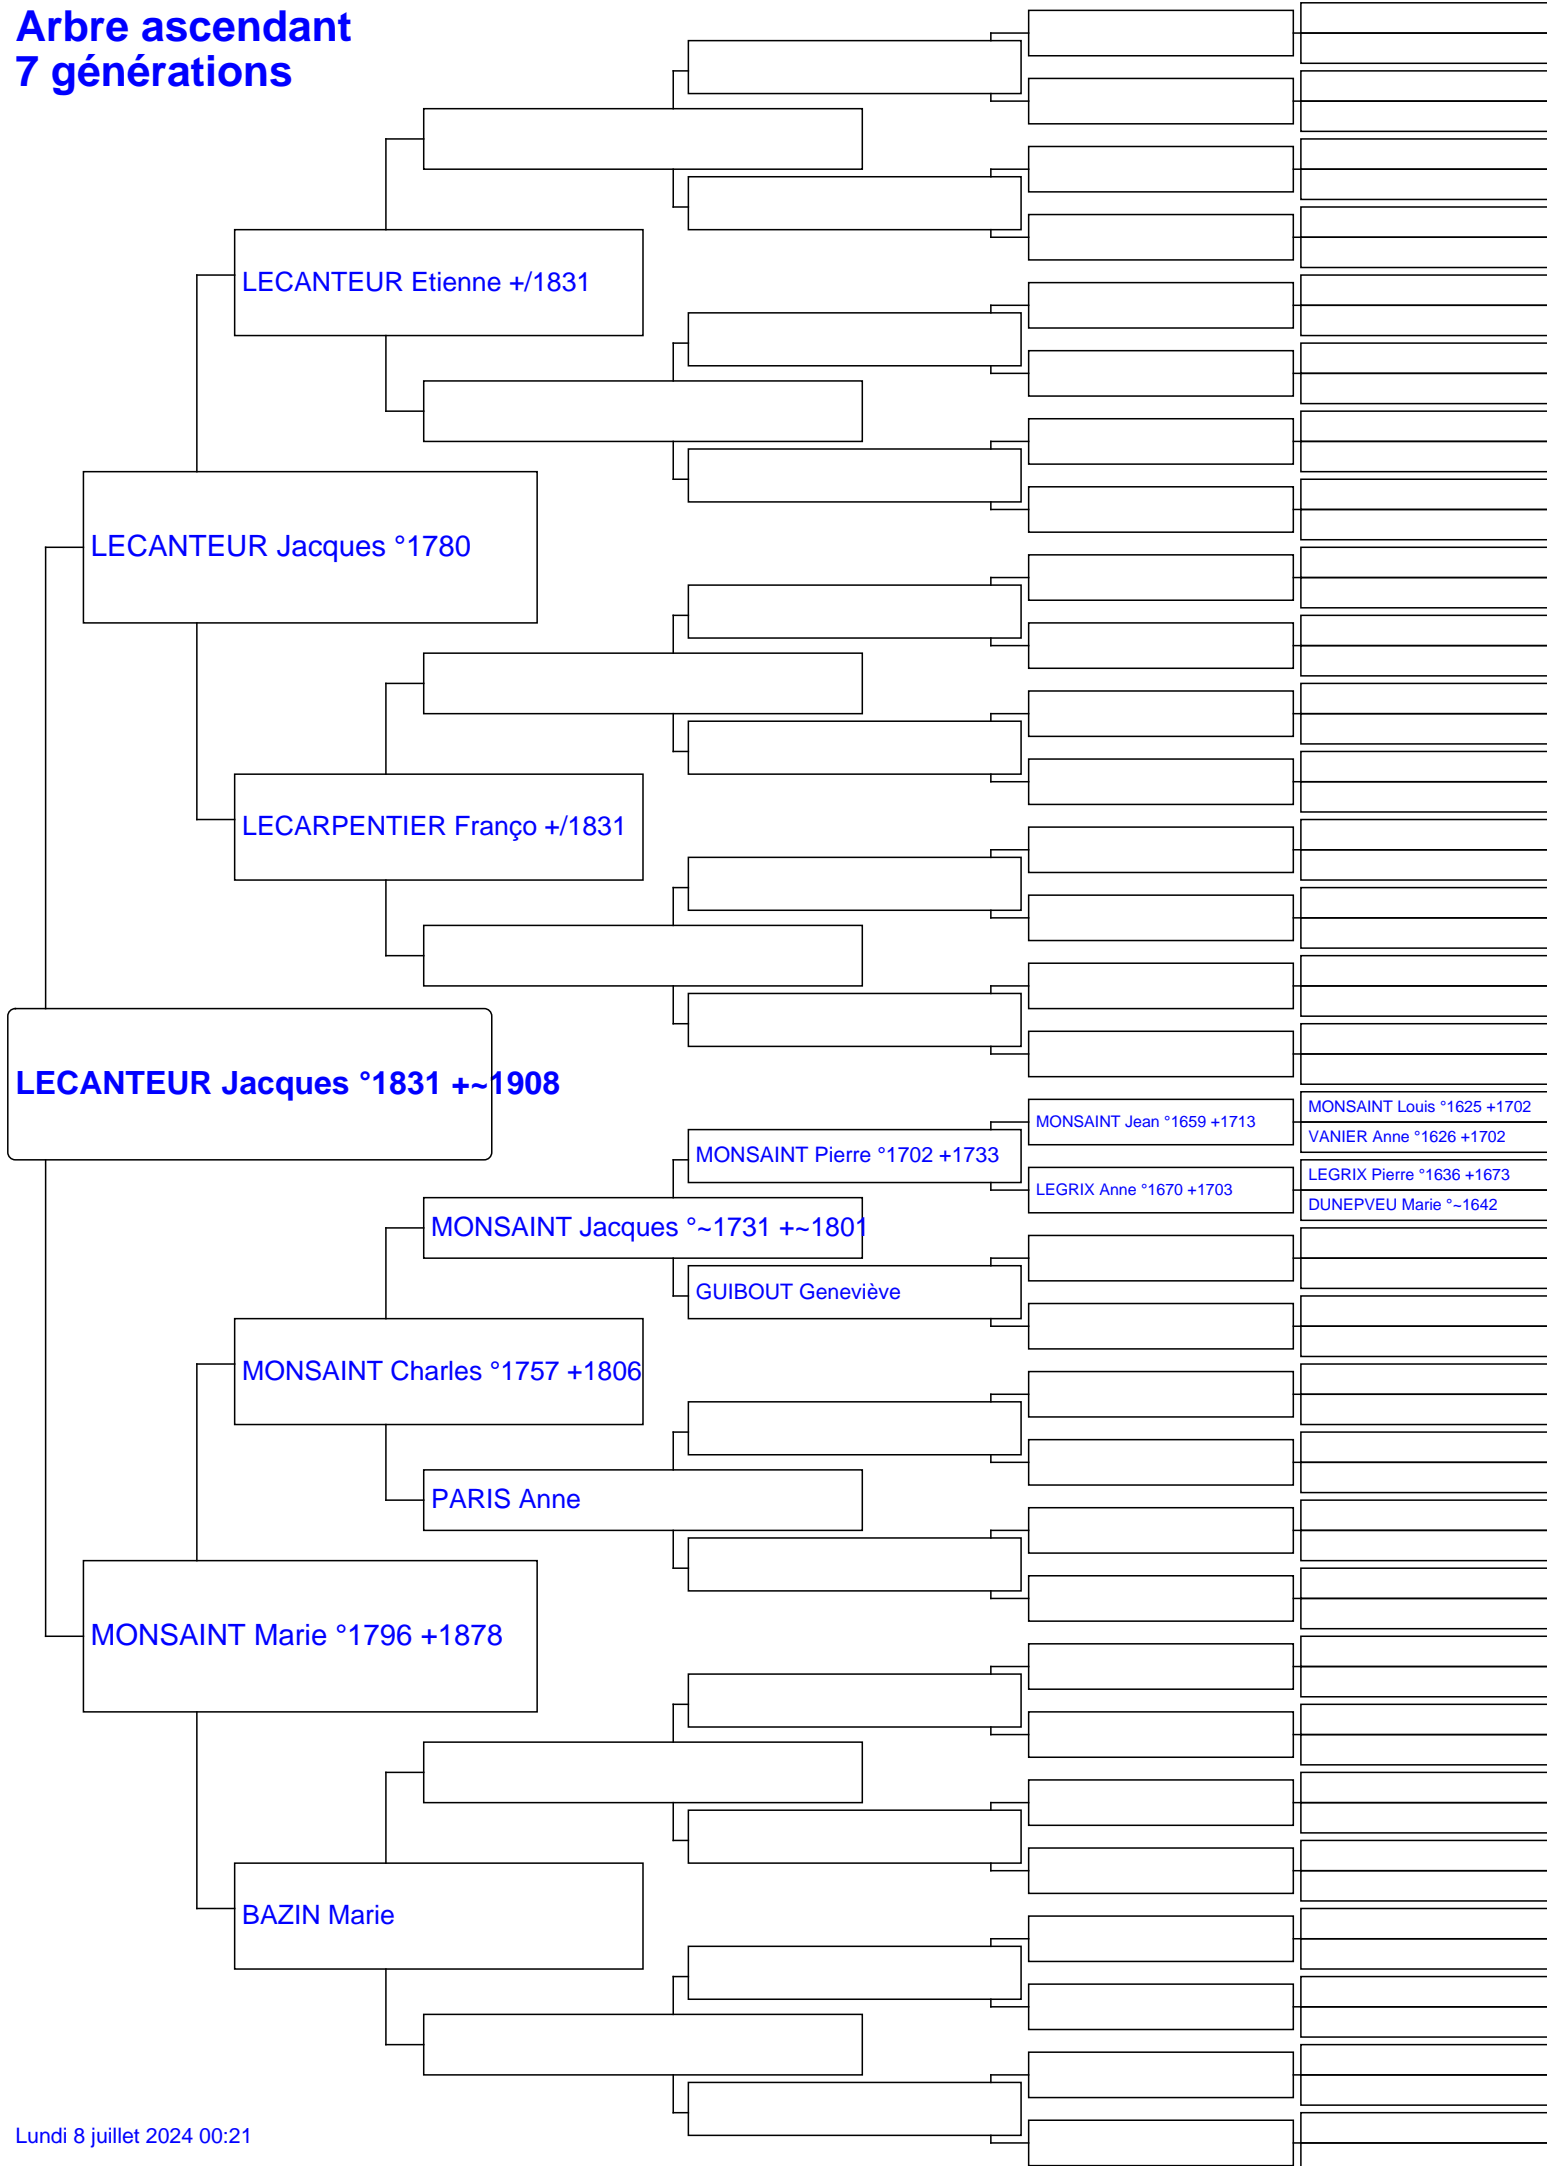 Arbre ascendant
7 générations
LECANTEUR Etienne +/1831
LECANTEUR Jacques °1780
LECARPENTIER Franço +/1831
LECANTEUR Jacques °1831 +~1908
MONSAINT Jean °1659 +1713
MONSAINT Louis °1625 +1702
VANIER Anne °1626 +1702
MONSAINT Pierre °1702 +1733
LEGRIX Anne °1670 +1703
LEGRIX Pierre °1636 +1673
DUNEPVEU Marie °~1642
MONSAINT Jacques °~1731 +~1801
GUIBOUT Geneviève
MONSAINT Charles °1757 +1806
PARIS Anne
MONSAINT Marie °1796 +1878
BAZIN Marie
Lundi 8 juillet 2024 00:21